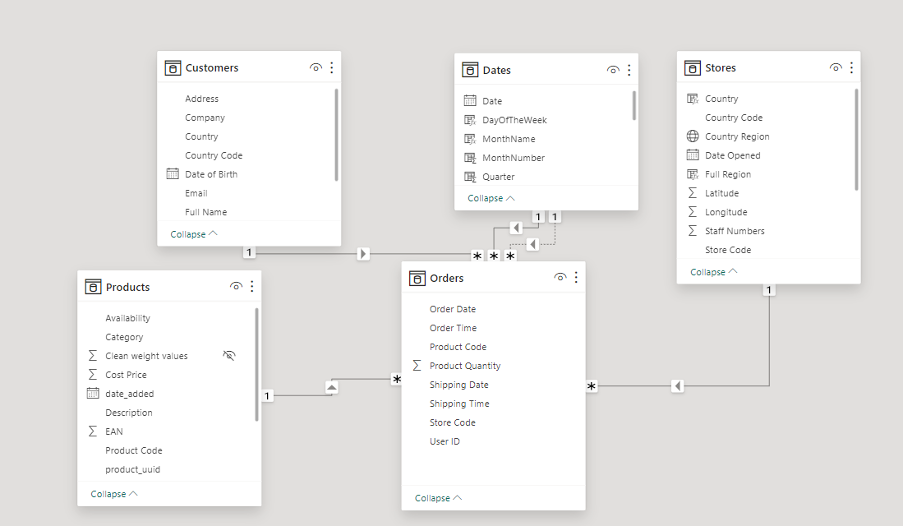 Customers
Address
Company
Country
Country Code
Date of Birth
Email
Full Name
Collapse
Dates
Date
DayOfTheWeek
MonthName
MonthNumber
Quarter
Collapse
Stores
Country
Country Code
Country Region
Date Opened
Full Region
Latitude
Longitude
Staff Numbers
Store Code
Collapse
1
1
1
1
*
*
*
Products
Availability
Category
Clean weight values
Cost Price
date_added
Description
EAN
Product Code
product_uuid
Collapse
1
*
Orders
Order Date
Order Time
Product Code
Product Quantity
Shipping Date
Shipping Time
Store Code
User ID
Collapse
*